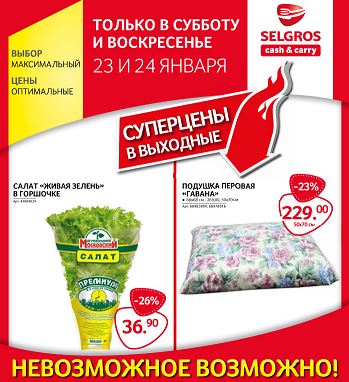 ТОЛЬКО В СУББОТУ
И ВОСКРЕСЕНЬЕ
23 И 24 ЯНВАРЯ
ВЫБОР
МАКСИМАЛЬНЫЙ
ЦЕНЫ
ОПТИМАЛЬНЫЕ
SELGROS
cash & carry
СУПЕРЦЕНЫ
В ВЫХОДНЫЕ
САЛАТ «ЖИВАЯ ЗЕЛЕНЬ»
В ГОРШОЧКЕ
МОСКОВСКИЙ
САЛАТ
ПРЕМИУМ
-26%
36.90
ПОДУШКА ПЕРОВАЯ
«ГАВАНА»
-23%
229.00
50х70 см
НЕВОЗМОЖНОЕ ВОЗМОЖНО!